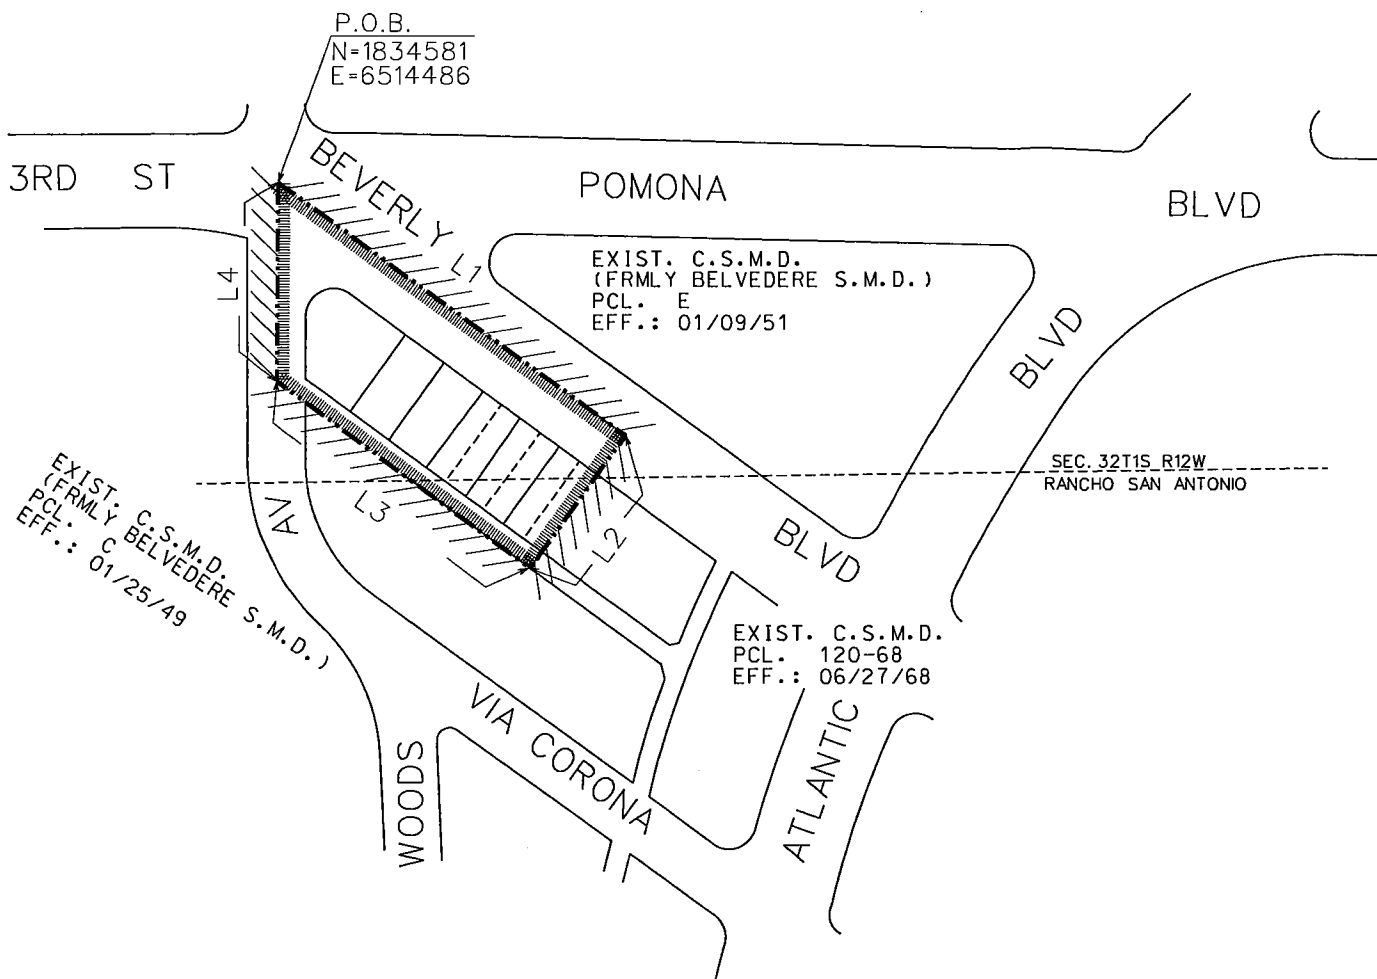 P.O.B.
N=1834581
E=6514486
3RD ST
BEVERLY
POMONA
BLVD
L1
L4
EXIST. C.S.M.D.
(FRMLY BELVEDERE S.M.D.)
PCL. E
EFF.: 01/09/51
BLVD
SEC. 32T1S R12W
RANCHO SAN ANTONIO
EXIST. C.S.M.D.
(FRMLY BELVEDERE S.M.D.)
PCL. C
EFF.: 01/25/49
AV
L3
L2
BLVD
EXIST. C.S.M.D.
PCL. 120-68
EFF.: 06/27/68
VIA CORONA
WOODS
ATLANTIC